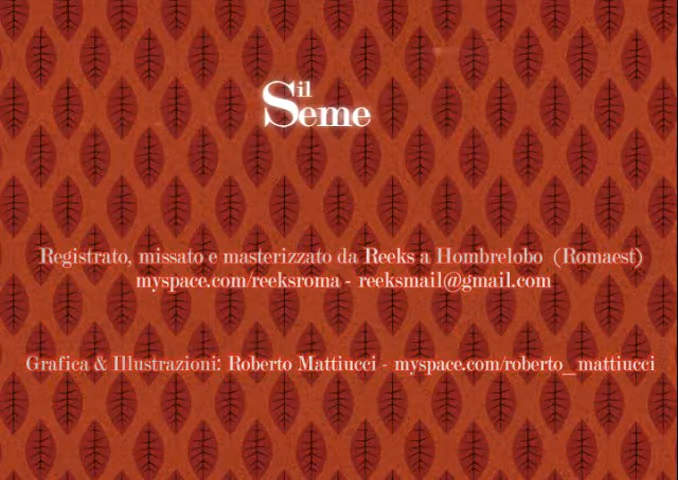 il
Seme
Registrato, missato e masterizzato da Reeks a Hombrelobo (Romaest)
myspace.com/reeksroma - reeksmail@gmail.com
Grafica & Illustrazioni: Roberto Mattiucci - myspace.com/roberto_mattiucci